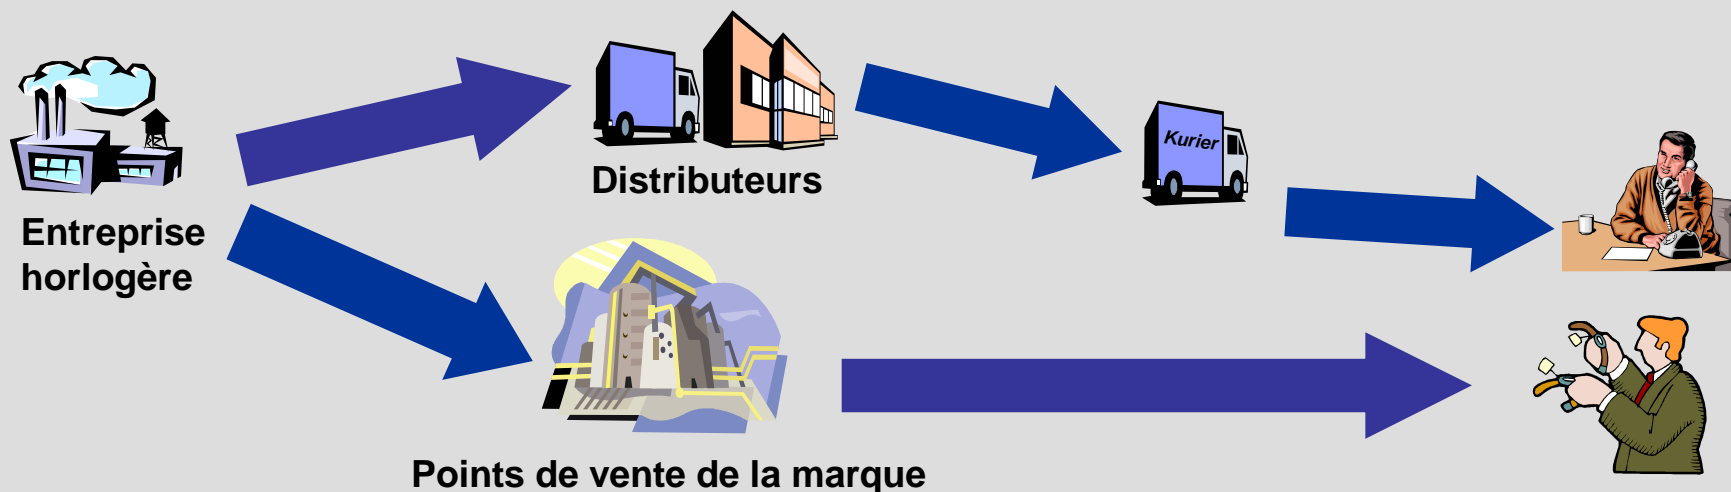 Entreprise
horlogère
Distributeurs
Kurier
Points de vente de la marque